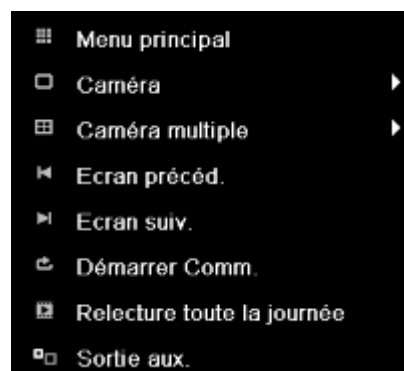 Menu principal
Caméra
Caméra multiple
Ecran précéd.
Ecran suiv.
Démarrer Comm.
Relecture toute la journée
Sortie aux.